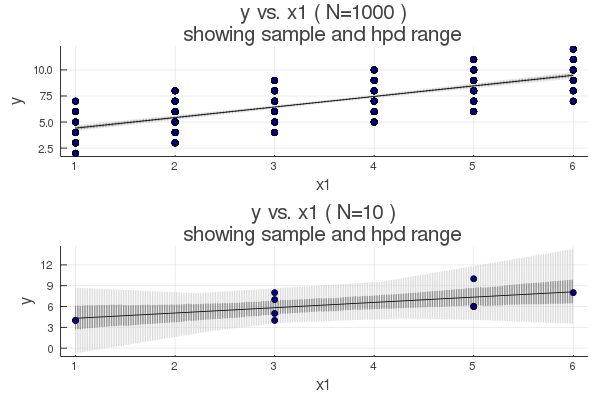 y vs. x1 ( N=1000 )
showing sample and hpd range
10.0
7.5
5.0
2.5
y
1 2 3 4 5 6
x1
y vs. x1 ( N=10 )
showing sample and hpd range
12
9
6
3
0
y
1 2 3 4 5 6
x1